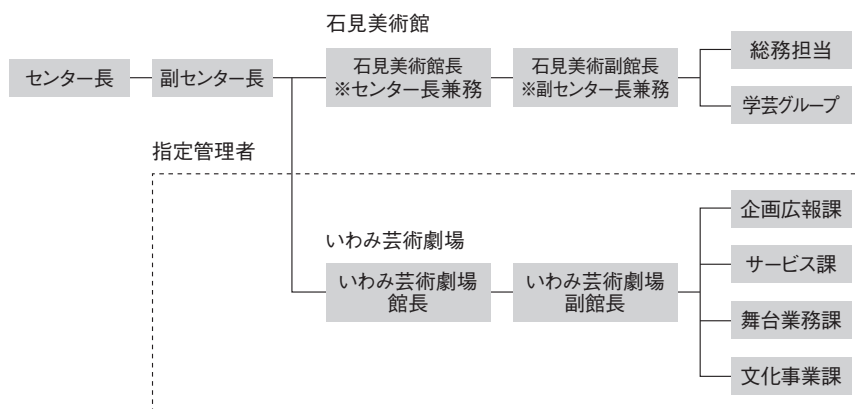 石見美術館
センター長
副センター長
石見美術館長
※センター長兼務
石見美術副館長
※副センター長兼務
総務担当
学芸グループ
指定管理者
いわみ芸術劇場
いわみ芸術劇場
館長
いわみ芸術劇場
副館長
企画広報課
サービス課
舞台業務課
文化事業課